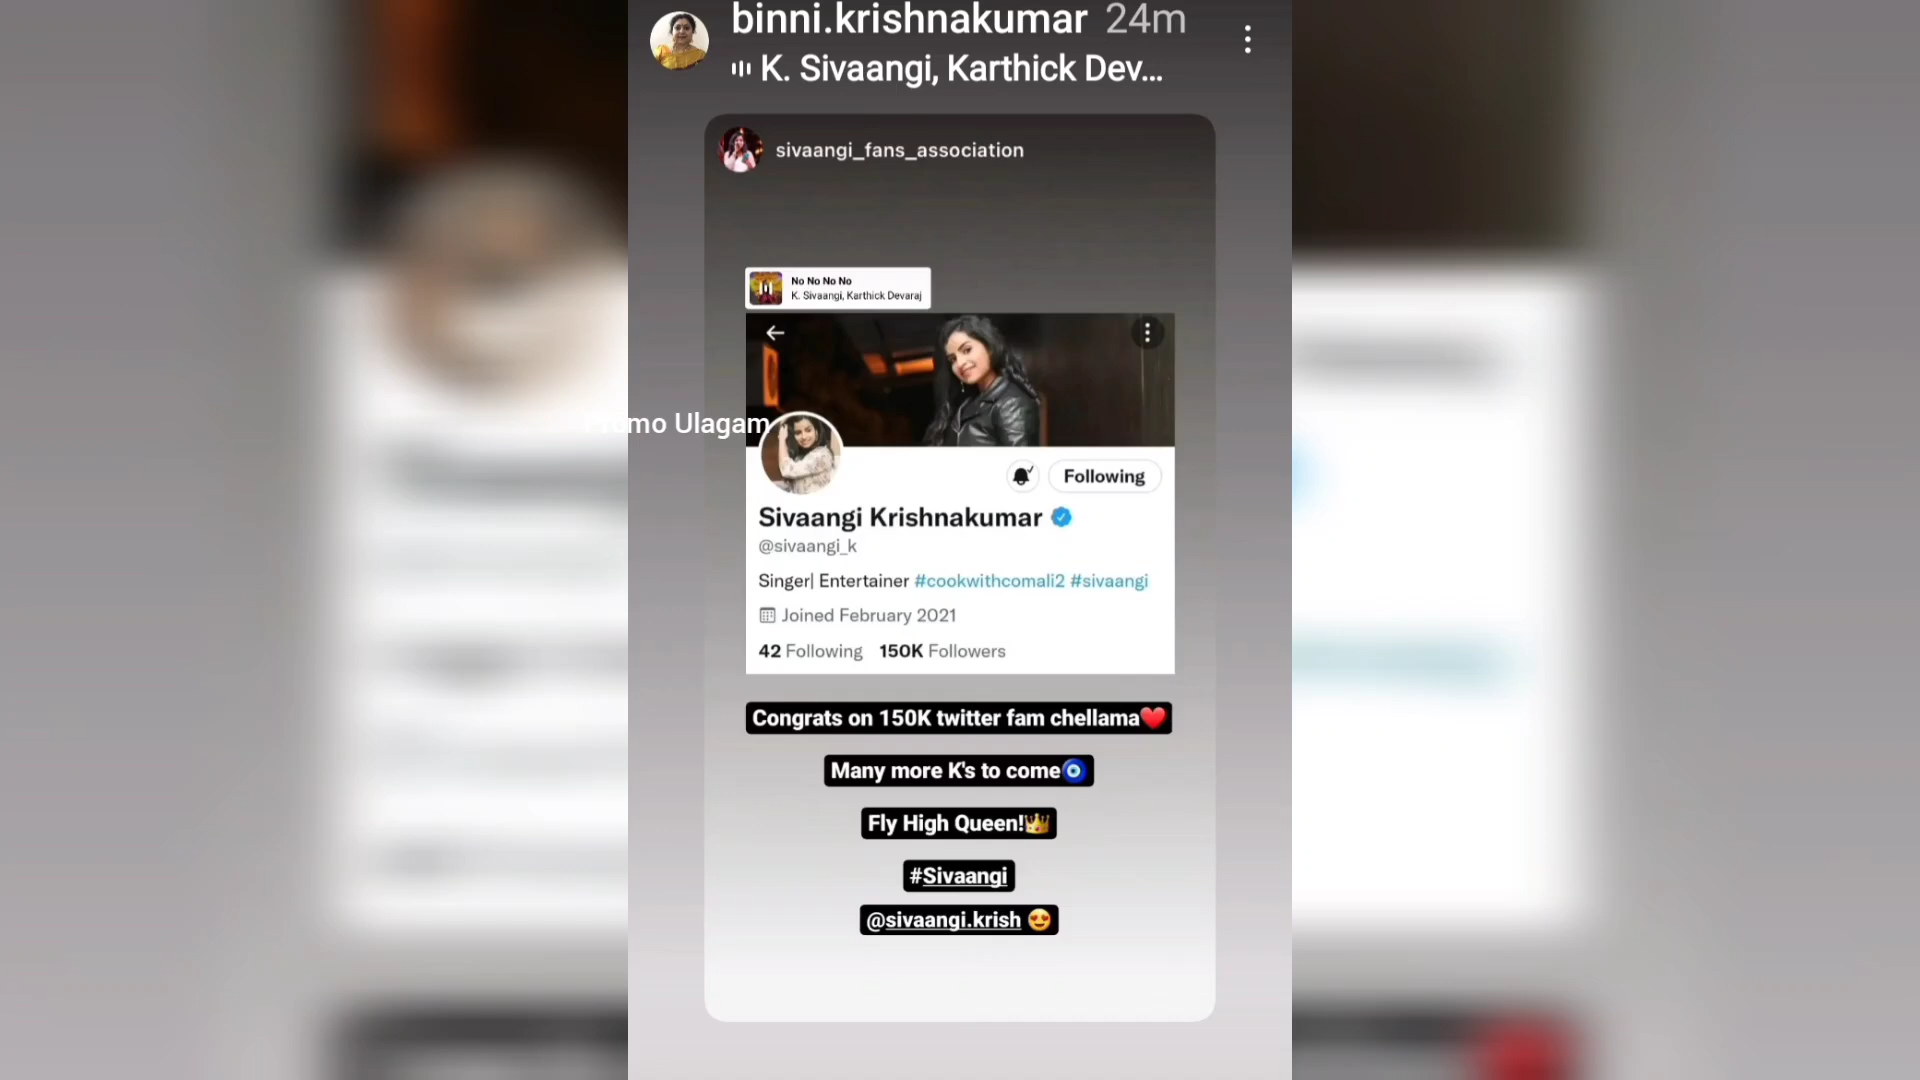 binni.krishnakumar 24m
K. Sivaangi, Karthick Dev...
sivaangi_fans_association
No No No No
K. Sivaangi, Karthick Devaraj
Promo Ulagam
Following
Sivaangi Krishnakumar
@sivaangi_k
Singer| Entertainer #cookwithcomali2 #sivaangi
Joined February 2021
42 Following 150K Followers
Congrats on 150K twitter fam chellama❤️
Many more K's to come🧿
Fly High Queen!👑
#Sivaangi
@sivaangi.krish 😍